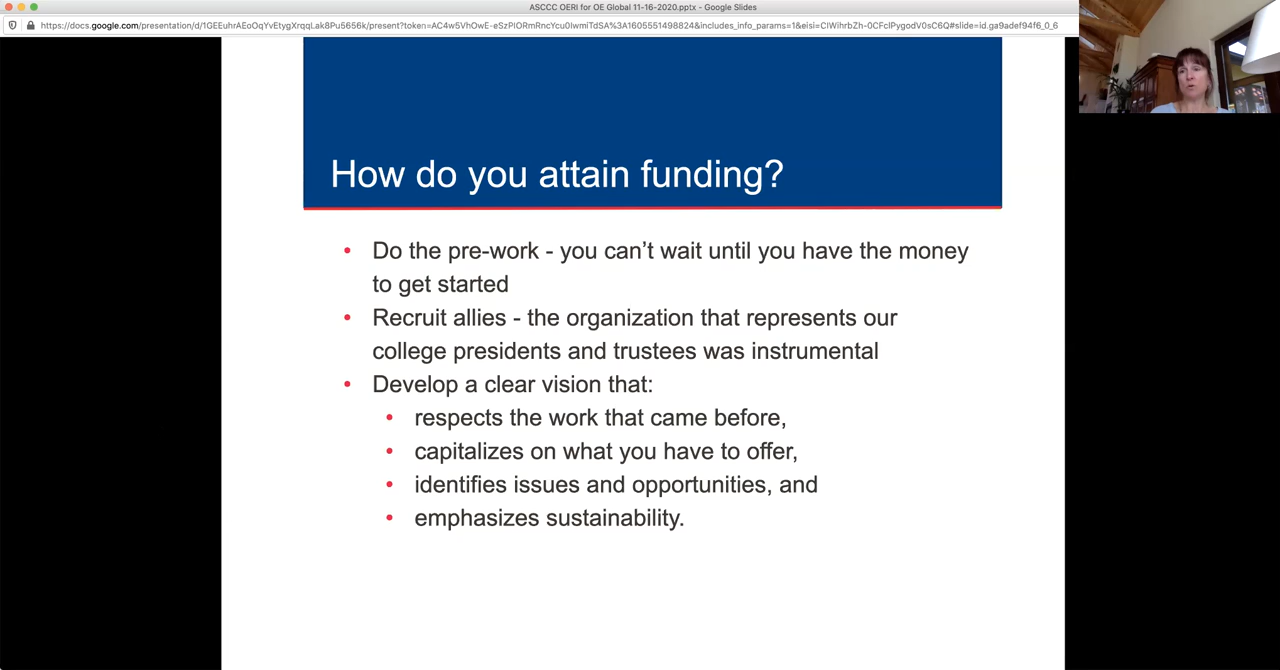 ASCCC OERI for OE Global 11-16-2020.pptx - Google Slides
https://docs.google.com/presentation/d/1GEEuhrAEoOqYvEtygXrqqLak8Pu5656k/present?token=AC4w5VhOwE-eSzPIORmRncYcu0IwmiTdSA%3A1605551498824&includes_info_params=1&eisi=CIWihrbZh-0CFclPygodV0sC6Q#slide=id.ga9adef94f6_0_6
How do you attain funding?
• Do the pre-work - you can’t wait until you have the money
to get started
• Recruit allies - the organization that represents our
college presidents and trustees was instrumental
• Develop a clear vision that:
• respects the work that came before,
• capitalizes on what you have to offer,
• identifies issues and opportunities, and
• emphasizes sustainability.